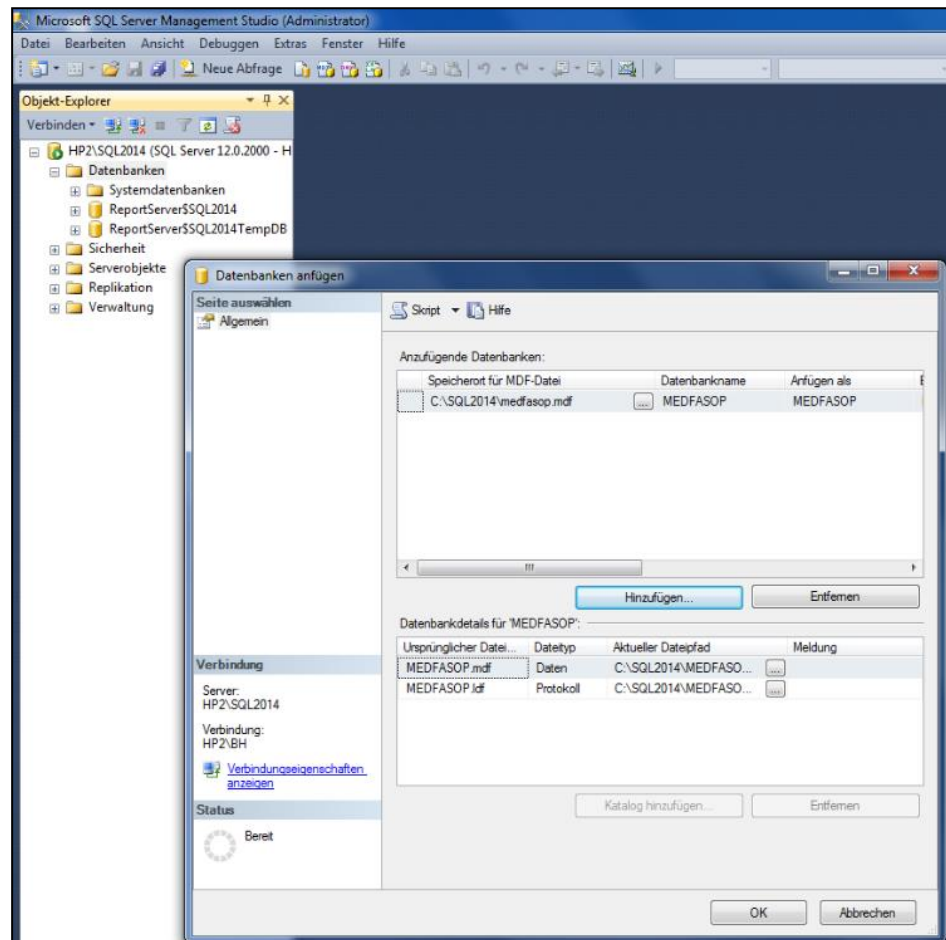 Microsoft SQL Server Management Studio (Administrator)
Datei Bearbeiten Ansicht Debuggen Extras Fenster Hilfe
Neue Abfrage
Objekt-Explorer
Verbinden
HP2\SQL2014 (SQL Server 12.0.2000 - H
Datenbanken
Systemdatenbanken
ReportServer$SQL2014
ReportServer$SQL2014TempDB
Sicherheit
Serverobjekte
Replikation
Verwaltung
Datenbanken anfügen
Seite auswählen
Allgemein
Skript Hilfe
Anzufügende Datenbanken:
Speicherort für MDF-Datei Datenbankname Anfügen als
C:\SQL2014\medfasop.mdf ... MEDFASOP MEDFASOP
Hinzufügen... Entfernen
Datenbankdetails für 'MEDFASOP':
Ursprünglicher Datei... Dateityp Aktueller Dateipfad Meldung
MEDFASOP.mdf Daten C:\SQL2014\MEDFASO... ...
MEDFASOP.ldf Protokoll C:\SQL2014\MEDFASO... ...
Verbindung
Server:
HP2\SQL2014
Verbindung:
HP2\BH
Verbindungseigenschaften
anzeigen
Status
Bereit
Katalog hinzufügen... Entfernen
OK Abbrechen